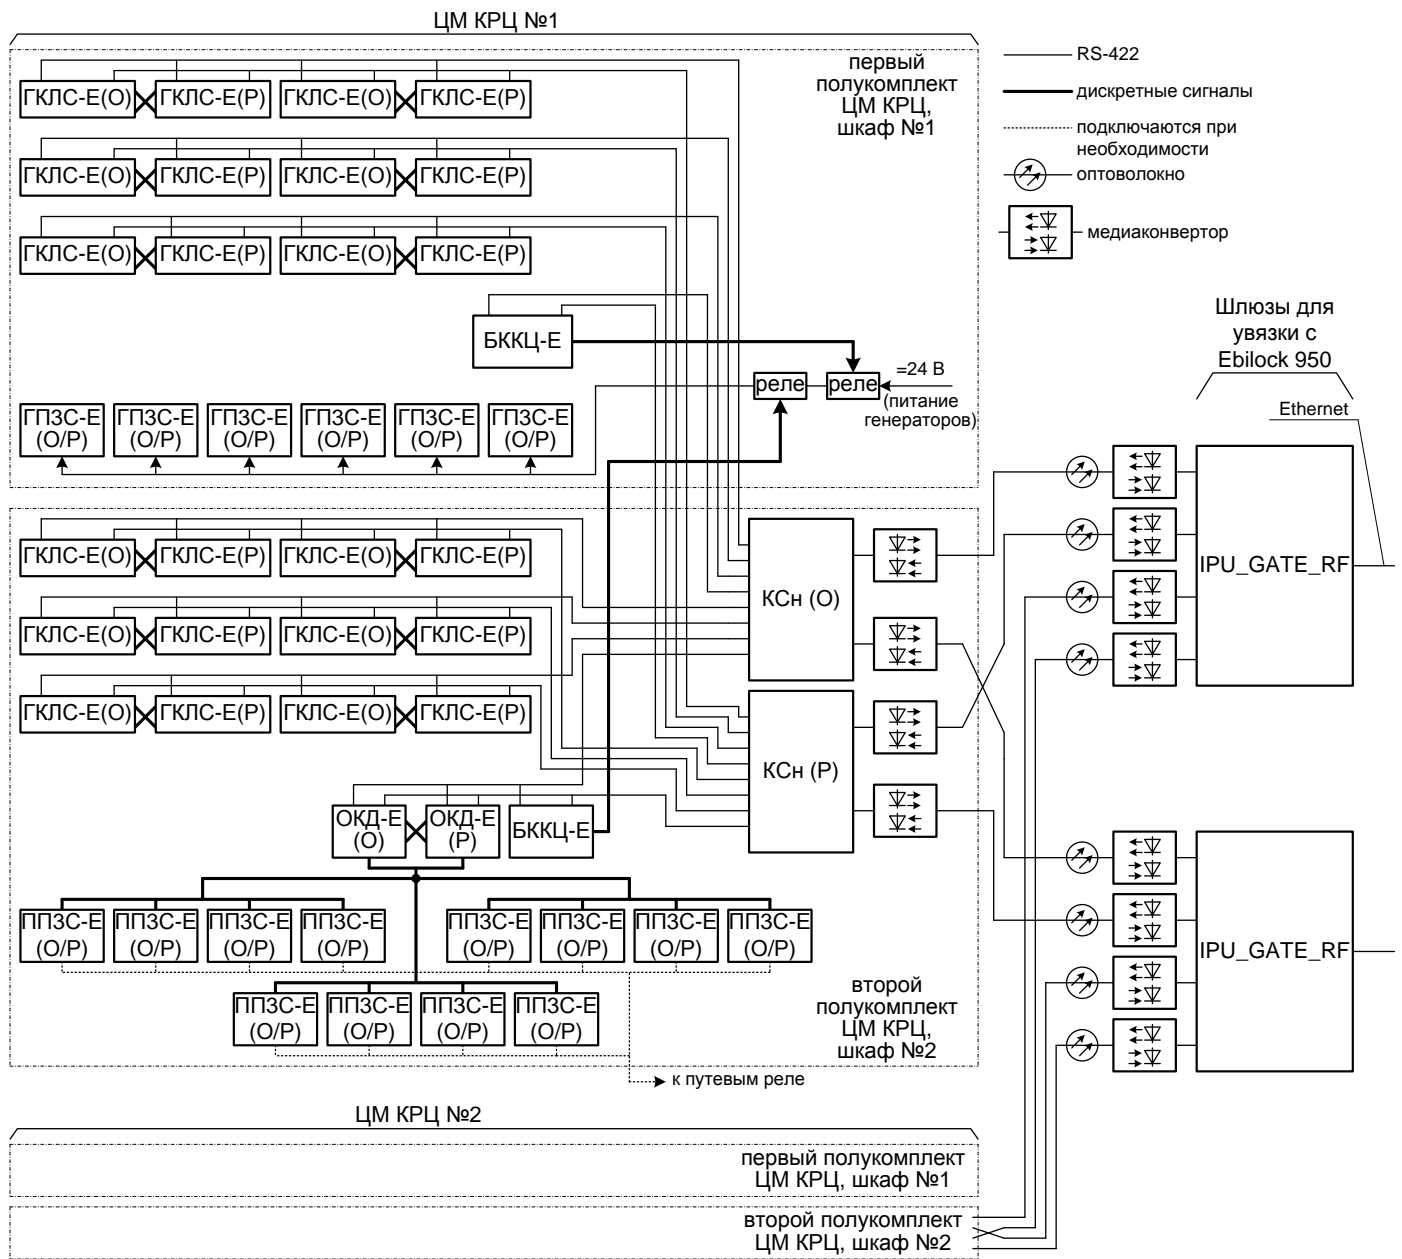 ЦМ КРЦ №1
первый
полукомплект
ЦМ КРЦ,
шкаф №1
RS-422
дискретные сигналы
подключаются при
необходимости
оптоволокно
медиаконвертор
ГКЛС-Е(О) ГКЛС-Е(Р) ГКЛС-Е(О) ГКЛС-Е(Р)
ГКЛС-Е(О) ГКЛС-Е(Р) ГКЛС-Е(О) ГКЛС-Е(Р)
ГКЛС-Е(О) ГКЛС-Е(Р) ГКЛС-Е(О) ГКЛС-Е(Р)
БККЦ-Е
реле реле
=24 В
(питание
генераторов)
ГПЗС-Е ГПЗС-Е ГПЗС-Е ГПЗС-Е ГПЗС-Е ГПЗС-Е
(О/Р) (О/Р) (О/Р) (О/Р) (О/Р) (О/Р)
Шлюзы для
увязки с
Ebilock 950
Ethernet
ГКЛС-Е(О) ГКЛС-Е(Р) ГКЛС-Е(О) ГКЛС-Е(Р)
ГКЛС-Е(О) ГКЛС-Е(Р) ГКЛС-Е(О) ГКЛС-Е(Р)
ГКЛС-Е(О) ГКЛС-Е(Р) ГКЛС-Е(О) ГКЛС-Е(Р)
КСн (О)
КСн (Р)
IPU_GATE_RF
ОКД-Е ОКД-Е
(О) (Р)
БККЦ-Е
ППЗС-Е ППЗС-Е ППЗС-Е ППЗС-Е ППЗС-Е ППЗС-Е ППЗС-Е ППЗС-Е
(О/Р) (О/Р) (О/Р) (О/Р) (О/Р) (О/Р) (О/Р) (О/Р)
ППЗС-Е ППЗС-Е ППЗС-Е ППЗС-Е
(О/Р) (О/Р) (О/Р) (О/Р)
второй
полукомплект
ЦМ КРЦ,
шкаф №2
к путевым реле
IPU_GATE_RF
ЦМ КРЦ №2
первый полукомплект
ЦМ КРЦ, шкаф №1
второй полукомплект
ЦМ КРЦ, шкаф №2